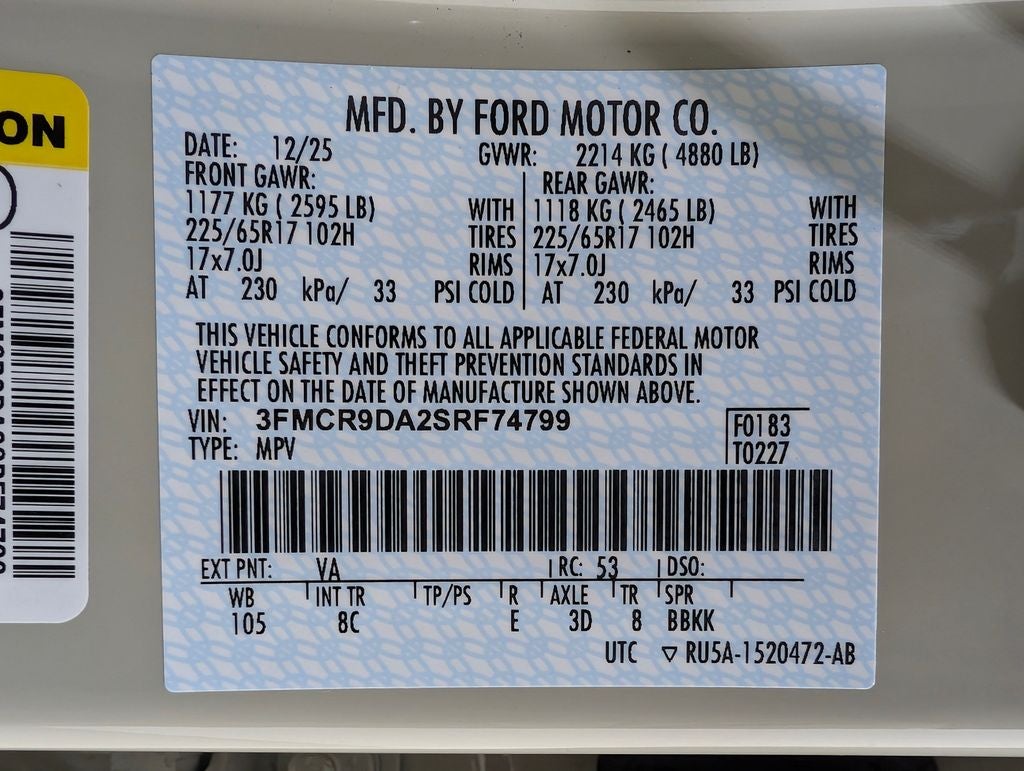 ON
MFD. BY FORD MOTOR CO.
DATE: 12/25 GVWR: 2214 KG ( 4880 LB)
FRONT GAWR: REAR GAWR:
1177 KG ( 2595 LB) WITH 1118 KG ( 2465 LB) WITH
225/65R17 102H TIRES 225/65R17 102H TIRES
17x7.0J RIMS 17x7.0J RIMS
AT 230 kPa/ 33 PSI COLD AT 230 kPa/ 33 PSI COLD
THIS VEHICLE CONFORMS TO ALL APPLICABLE FEDERAL MOTOR
VEHICLE SAFETY AND THEFT PREVENTION STANDARDS IN
EFFECT ON THE DATE OF MANUFACTURE SHOWN ABOVE.
VIN: 3FMCR9DA2SRF74799 F0183
TYPE: MPV T0227
EXT PNT: VA RC: 53 DSO:
WB INT TR TP/PS R AXLE TR SPR
105 8C E 3D 8 BBKK
UTC ▽ RU5A-1520472-AB